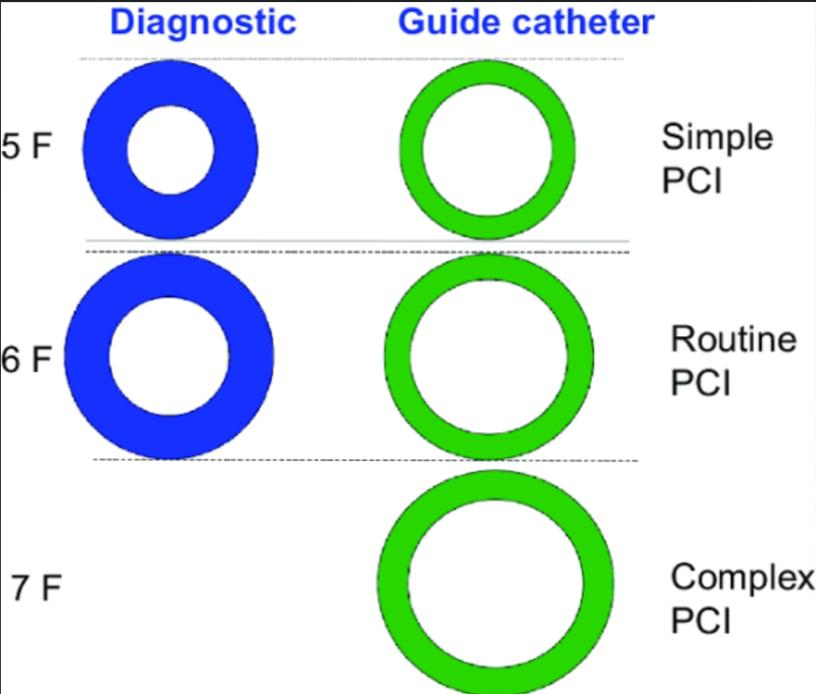 Diagnostic Guide catheter
5 F
Simple
PCI
6 F
Routine
PCI
7 F
Complex
PCI